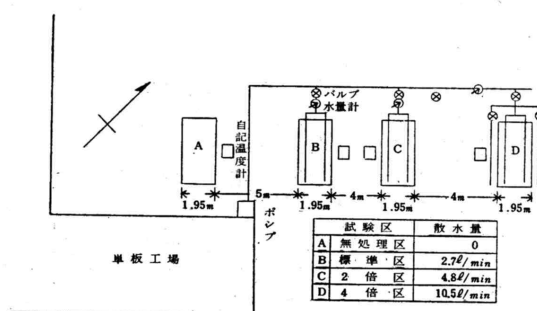 バルブ
水量計
自記温度計
A
B
C
D
1.95m
5m
1.95m
4m
1.95m
4m
1.95m
ポンプ
単板工場
試験区 散水量
A 無処理区 0
B 標準区 2.7ℓ/min
C 2倍区 4.8ℓ/min
D 4倍区 10.5ℓ/min